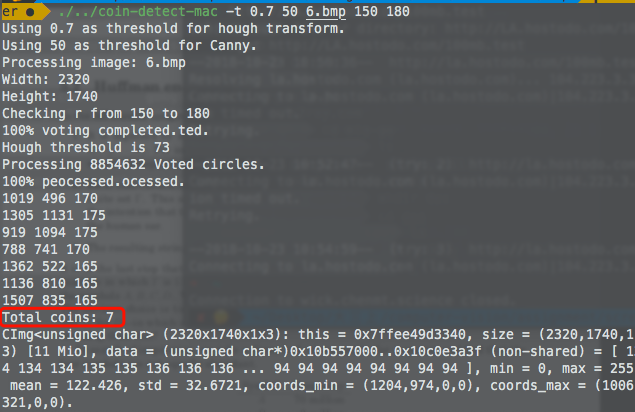 er ● ./../coin-detect-mac -t 0.7 50 6.bmp 150 180
Using 0.7 as threshold for hough transform.
Using 50 as threshold for Canny.
Processing image: 6.bmp
Width: 2320
Height: 1740
Checking r from 150 to 180
100% voting completed.ted.
Hough threshold is 73
Processing 8854632 Voted circles.
100% peocessed.ocessed.
1019 496 170
1305 1131 175
919 1094 175
788 741 170
1362 522 165
1136 810 165
1507 835 165
Total coins: 7
CImg<unsigned char> (2320x1740x1x3): this = 0x7ffee49d3340, size = (2320,1740,1
3) [11 Mio], data = (unsigned char*)0x10b557000..0x10c0e3a3f (non-shared) = [ 1
4 134 134 135 135 136 136 136 ... 94 94 94 94 94 94 94 94 ], min = 0, max = 255
mean = 122.426, std = 32.6721, coords_min = (1204,974,0,0), coords_max = (1006
321,0,0).